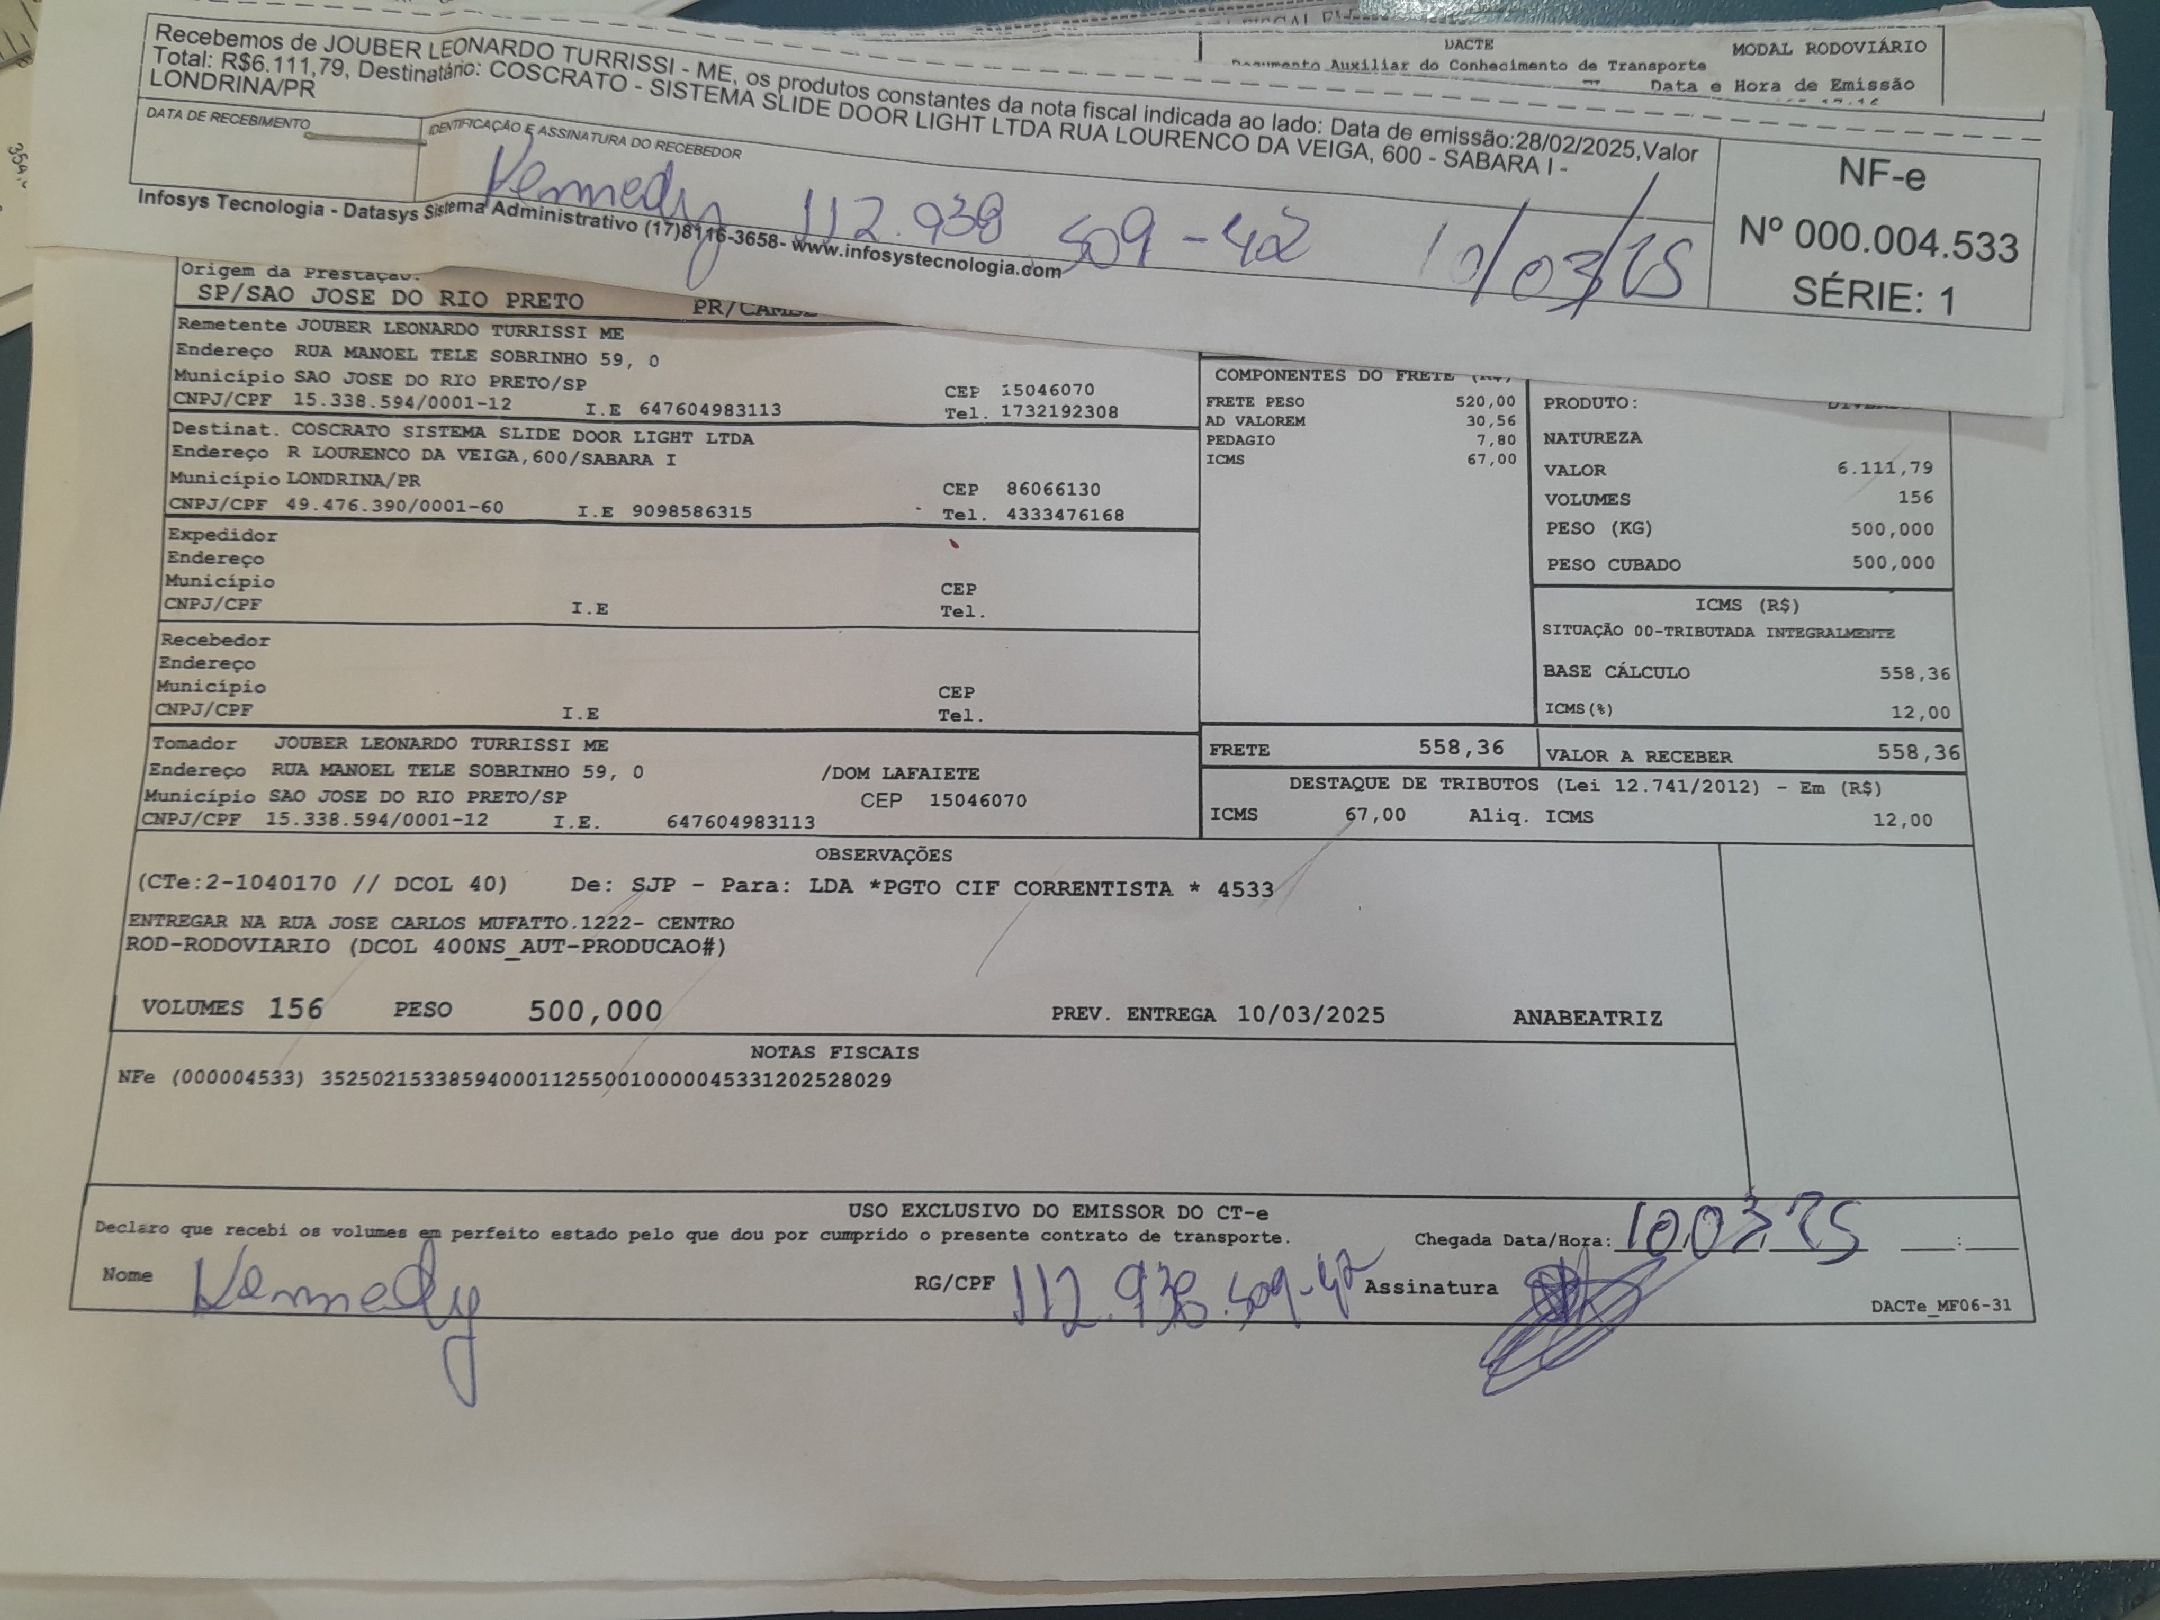 DACTE
MODAL RODOVIÁRIO
Documento Auxiliar do Conhecimento de Transporte
Data e Hora de Emissão
Recebemos de JOUBER LEONARDO TURRISSI - ME, os produtos constantes da nota fiscal indicada ao lado: Data de emissão:28/02/2025,Valor
Total: R$6.111,79, Destinatário: COSCRATO - SISTEMA SLIDE DOOR LIGHT LTDA RUA LOURENCO DA VEIGA, 600 - SABARA I -
LONDRINA/PR
DATA DE RECEBIMENTO
IDENTIFICAÇÃO E ASSINATURA DO RECEBEDOR
Kennedy 112.938 509-42 10/03/25
NF-e
Nº 000.004.533
SÉRIE: 1
Infosys Tecnologia - Datasys Sistema Administrativo (17)8116-3658- www.infosystecnologia.com
Origem da Prestação.
SP/SAO JOSE DO RIO PRETO
Remetente JOUBER LEONARDO TURRISSI ME
Endereço RUA MANOEL TELE SOBRINHO 59, 0
Município SAO JOSE DO RIO PRETO/SP CEP 15046070
CNPJ/CPF 15.338.594/0001-12 I.E 647604983113 Tel. 1732192308
Destinat. COSCRATO SISTEMA SLIDE DOOR LIGHT LTDA
Endereço R LOURENCO DA VEIGA,600/SABARA I
Município LONDRINA/PR CEP 86066130
CNPJ/CPF 49.476.390/0001-60 I.E 9098586315 Tel. 4333476168
Expedidor
Endereço
Município CEP
CNPJ/CPF I.E Tel.
Recebedor
Endereço
Município CEP
CNPJ/CPF I.E Tel.
Tomador JOUBER LEONARDO TURRISSI ME
Endereço RUA MANOEL TELE SOBRINHO 59, 0 /DOM LAFAIETE
Município SAO JOSE DO RIO PRETO/SP CEP 15046070
CNPJ/CPF 15.338.594/0001-12 I.E. 647604983113
COMPONENTES DO FRETE (R$)
FRETE PESO 520,00
AD VALOREM 30,56
PEDAGIO 7,80
ICMS 67,00
PRODUTO:
NATUREZA
VALOR 6.111,79
VOLUMES 156
PESO (KG) 500,000
PESO CUBADO 500,000
ICMS (R$)
SITUAÇÃO 00-TRIBUTADA INTEGRALMENTE
BASE CÁLCULO 558,36
ICMS(%) 12,00
FRETE 558,36
VALOR A RECEBER 558,36
DESTAQUE DE TRIBUTOS (Lei 12.741/2012) - Em (R$)
ICMS 67,00 Aliq. ICMS 12,00
OBSERVAÇÕES
(CTe:2-1040170 // DCOL 40) De: SJP - Para: LDA *PGTO CIF CORRENTISTA * 4533
ENTREGAR NA RUA JOSE CARLOS MUFATTO.1222- CENTRO
ROD-RODOVIARIO (DCOL 400NS_AUT-PRODUCAO#)
VOLUMES 156 PESO 500,000 PREV. ENTREGA 10/03/2025 ANABEATRIZ
NOTAS FISCAIS
NFe (000004533) 35250215338594000112550010000045331202528029
USO EXCLUSIVO DO EMISSOR DO CT-e
Declaro que recebi os volumes em perfeito estado pelo que dou por cumprido o presente contrato de transporte. Chegada Data/Hora: 10/03/25 :
Nome Kennedy RG/CPF 112.938.509-42 Assinatura
DACTe_MF06-31